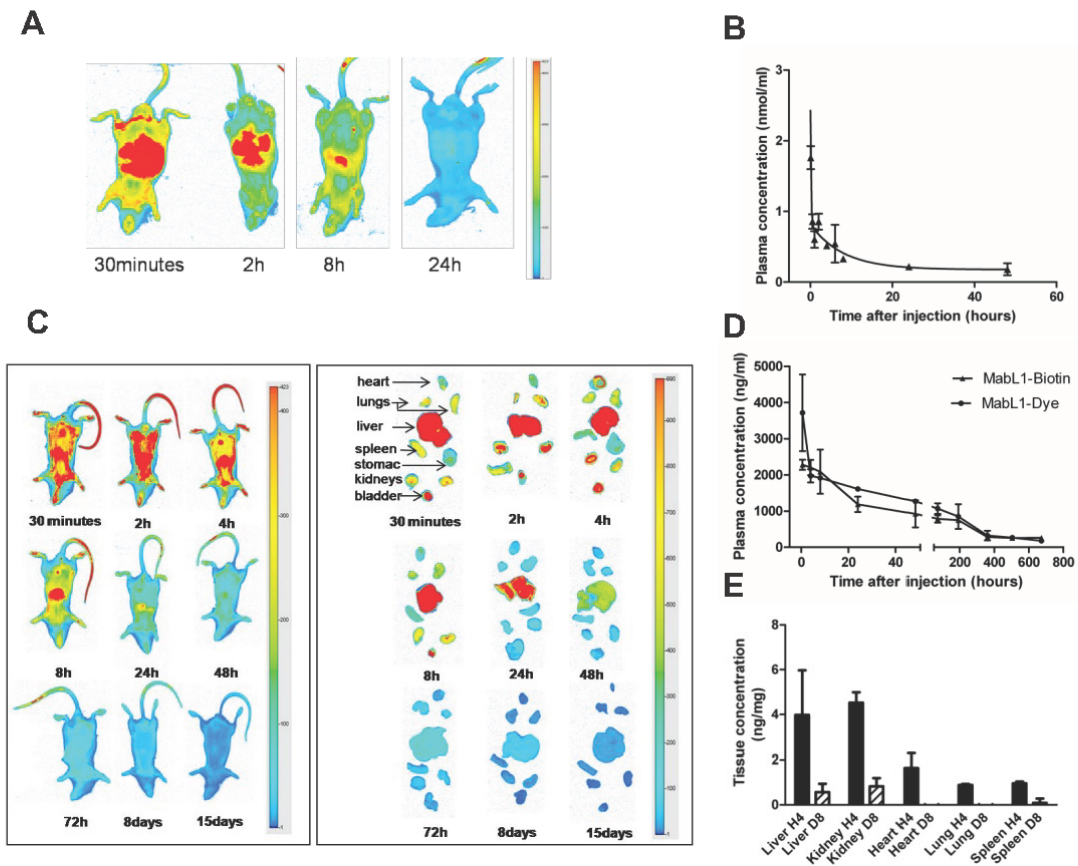 A
30minutes 2h 8h 24h
B
Plasma concentration (nmol/ml)
3
2
1
0
0 20 40 60
Time after injection (hours)
C
30 minutes 2h 4h
8h 24h 48h
72h 8days 15days
400
300
200
100
heart
lungs
liver
spleen
stomac
kidneys
bladder
30 minutes 2h 4h
8h 24h 48h
72h 8days 15days
D
Plasma concentration (ng/ml)
5000
4000
3000
2000
1000
0
MabL1-Biotin
MabL1-Dye
0 20 40 200 400 600 800
Time after injection (hours)
E
Tissue concentration
(ng/mg)
8
6
4
2
0
Liver H4
Liver D8
Kidney H4
Kidney D8
Heart H4
Heart D8
Lung H4
Lung D8
Spleen H4
Spleen D8